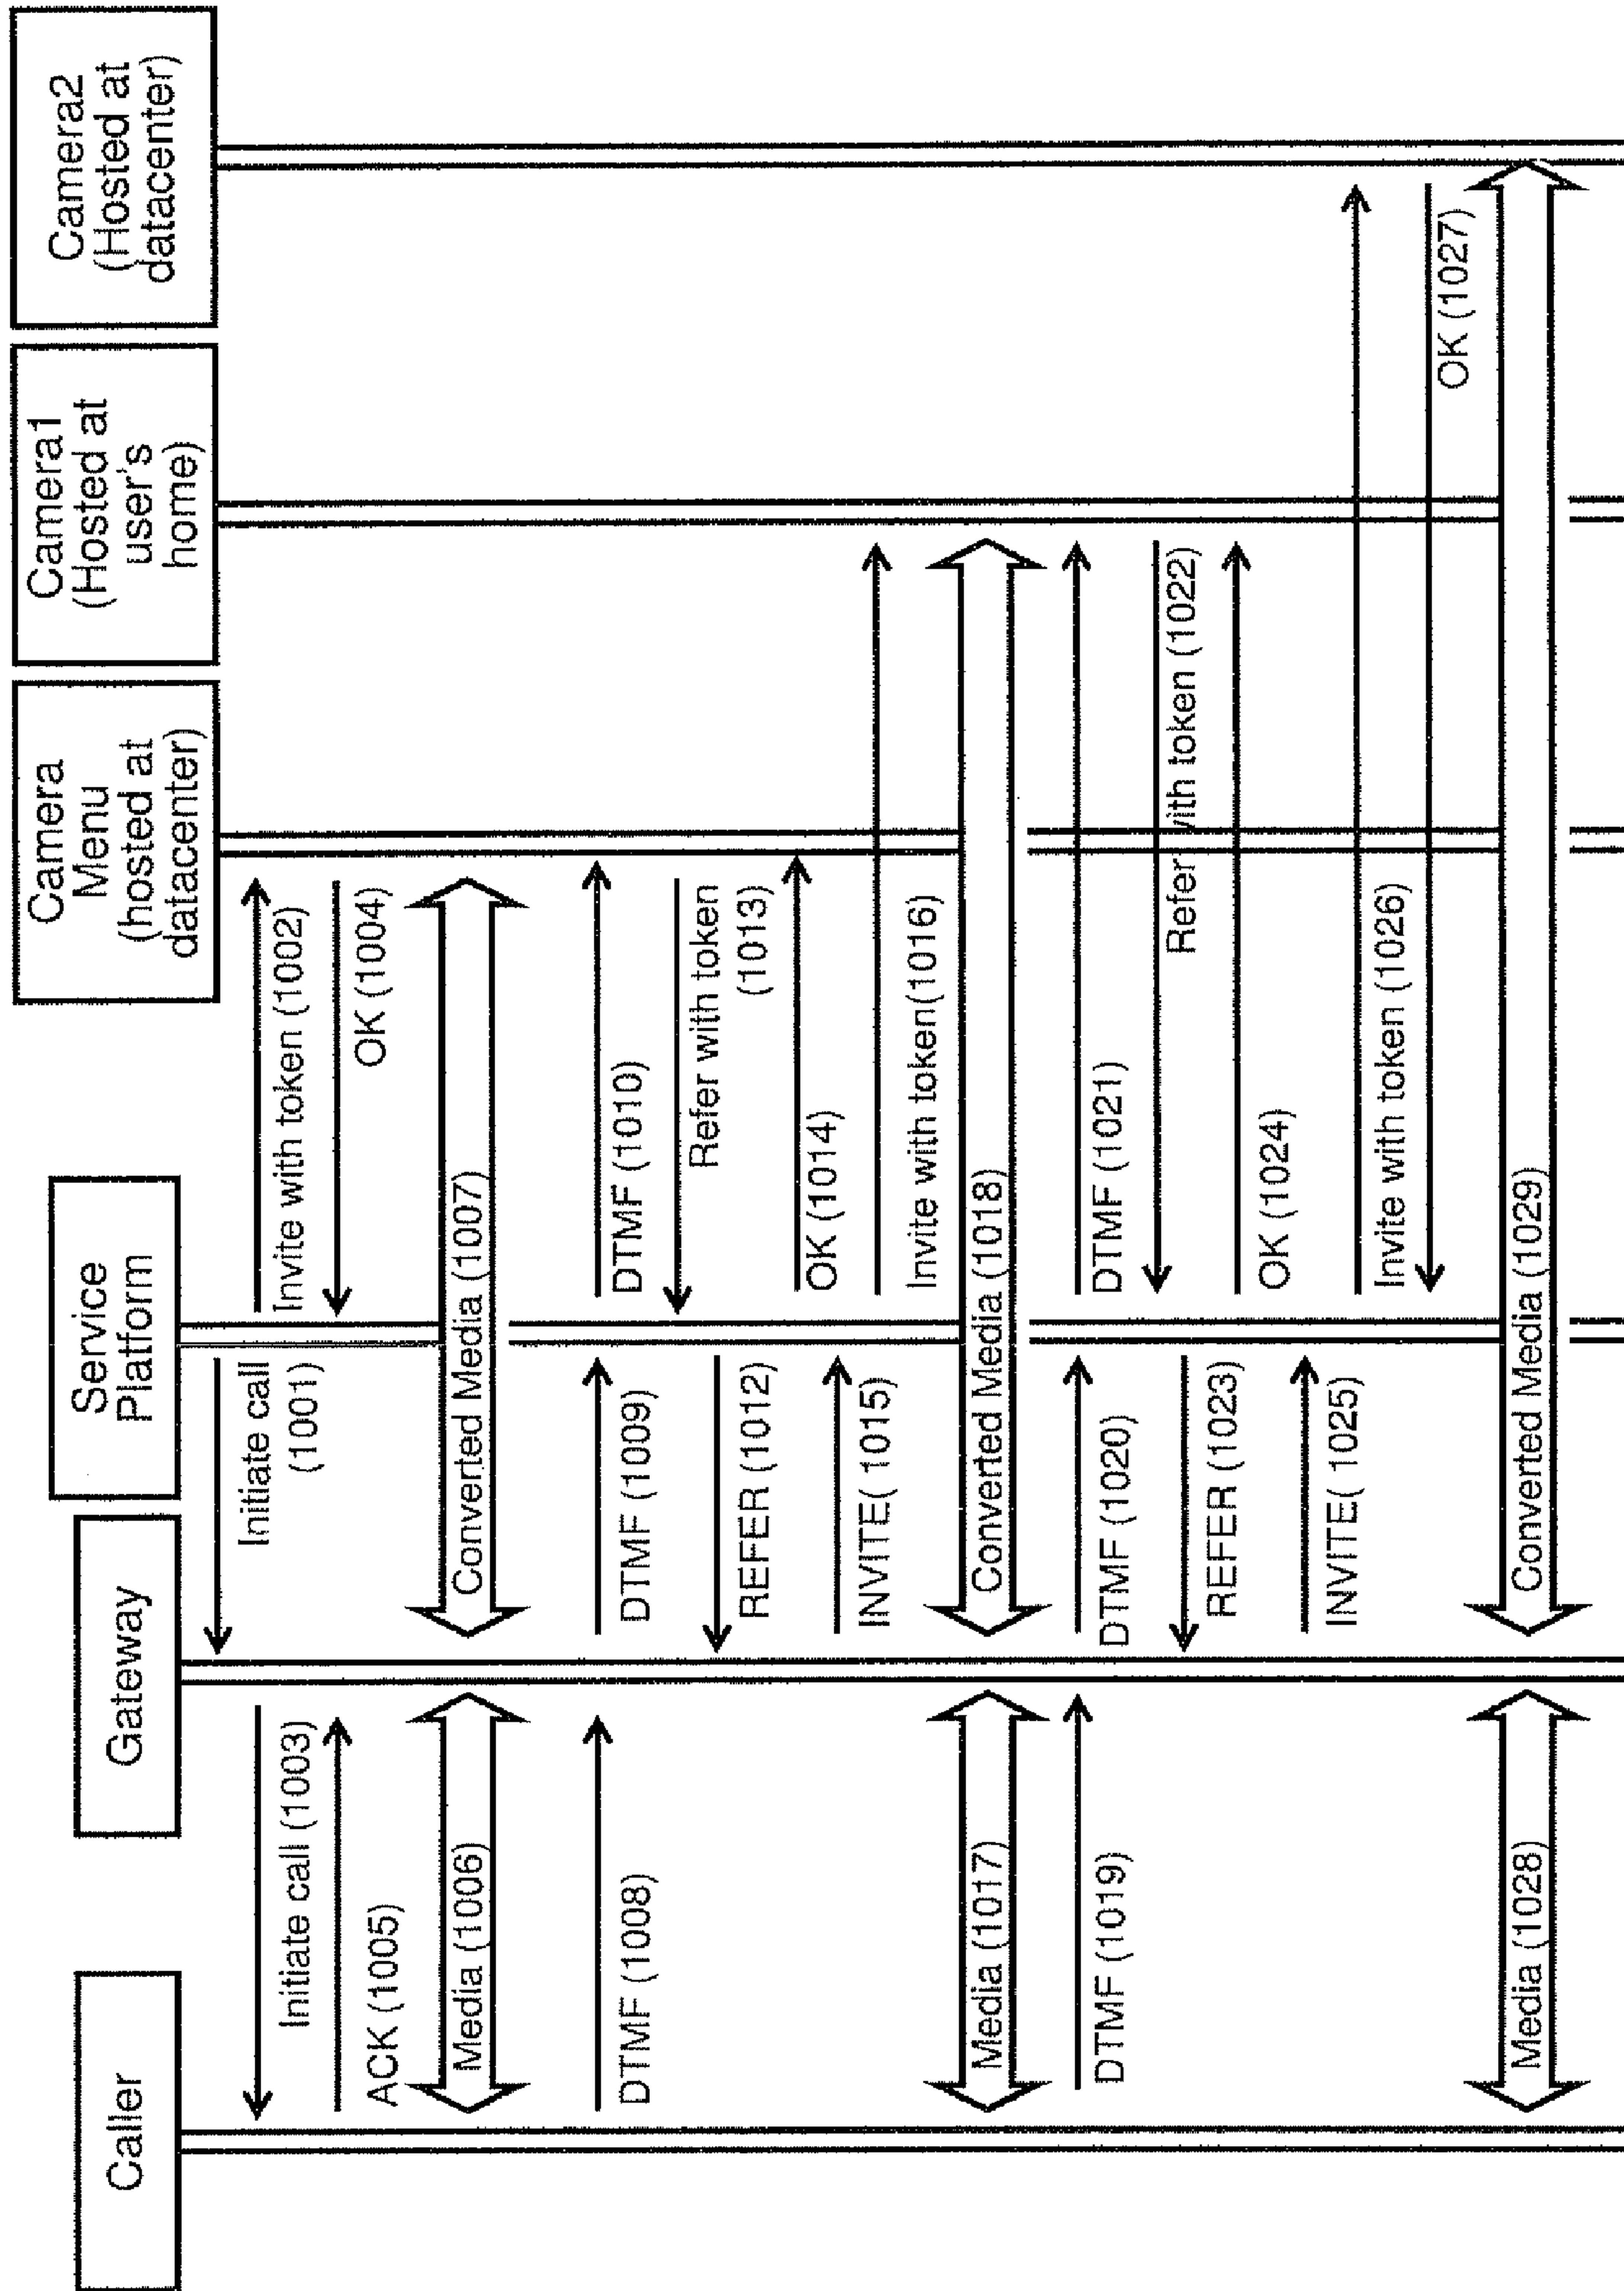 Caller
Gateway
Service
Platform
Camera
Menu
(hosted at
datacenter)
Camera1
(Hosted at
user's
home)
Camera2
(Hosted at
datacenter)
Initiate call
(1001)
Invite with token (1002)
Initiate call (1003)
OK (1004)
ACK (1005)
Media (1006)
Converted Media (1007)
DTMF (1008)
DTMF (1009)
DTMF (1010)
REFER (1012)
Refer with token
(1013)
OK (1014)
INVITE( 1015)
Invite with token(1016)
Media (1017)
Converted Media (1018)
DTMF (1019)
DTMF (1020)
DTMF (1021)
Refer with token (1022)
REFER (1023)
OK (1024)
INVITE( 1025)
Invite with token (1026)
OK (1027)
Media (1028)
Converted Media (1029)